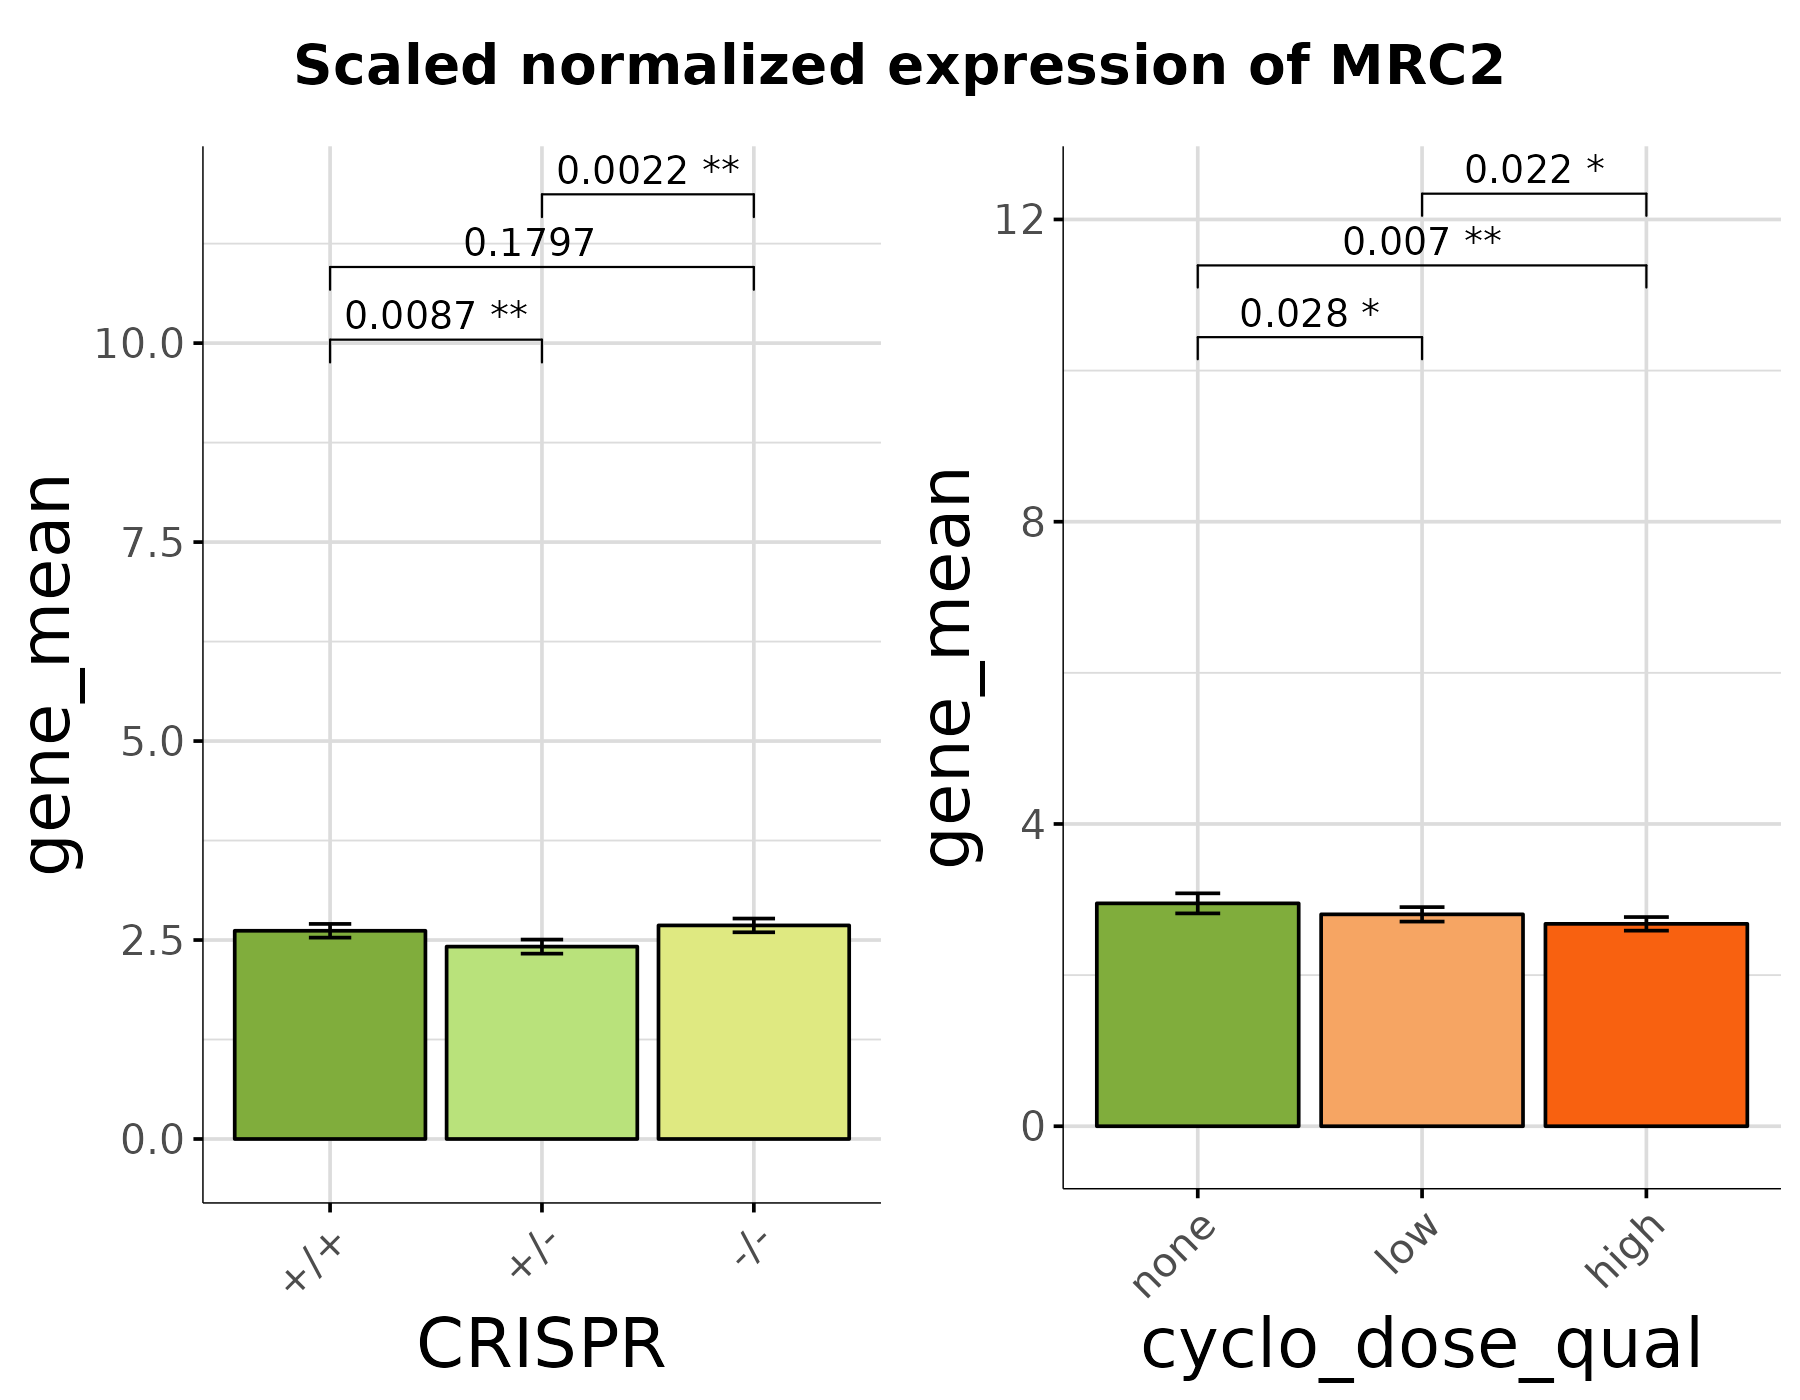 Scaled normalized expression of MRC2
gene_mean
0.0022 **
0.1797
0.0087 **
10.0
7.5
5.0
2.5
0.0
+/+
+/-
-/-
CRISPR
gene_mean
0.022 *
12
0.007 **
0.028 *
8
4
0
none
low
high
cyclo_dose_qual